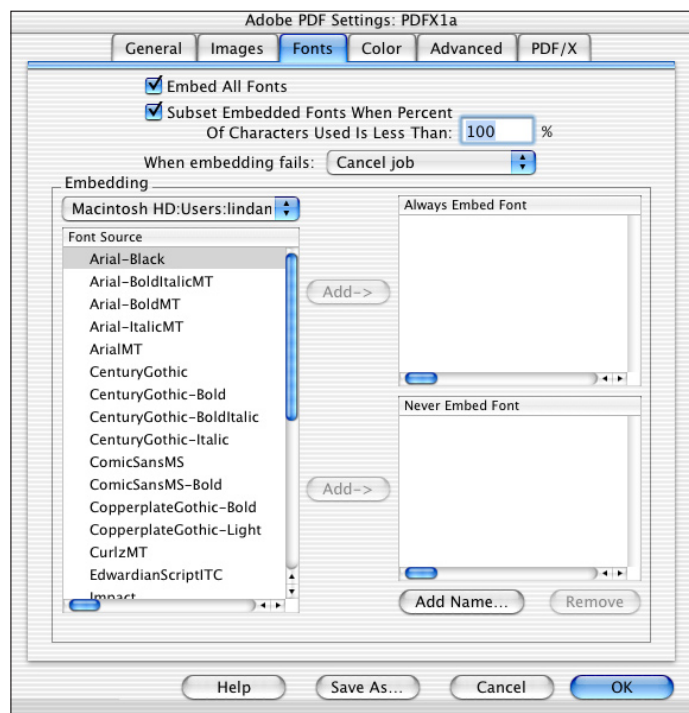 Adobe PDF Settings: PDFX1a
General Images Fonts Color Advanced PDF/X
Embed All Fonts
Subset Embedded Fonts When Percent
Of Characters Used Is Less Than: 100 %
When embedding fails: Cancel job
Embedding
Macintosh HD:Users:lindan
Font Source
Arial-Black
Arial-BoldItalicMT
Arial-BoldMT
Arial-ItalicMT
ArialMT
CenturyGothic
CenturyGothic-Bold
CenturyGothic-BoldItalic
CenturyGothic-Italic
ComicSansMS
ComicSansMS-Bold
CopperplateGothic-Bold
CopperplateGothic-Light
CurlzMT
EdwardianScriptITC
Impact
Add->
Add->
Always Embed Font
Never Embed Font
Add Name... Remove
Help Save As... Cancel OK